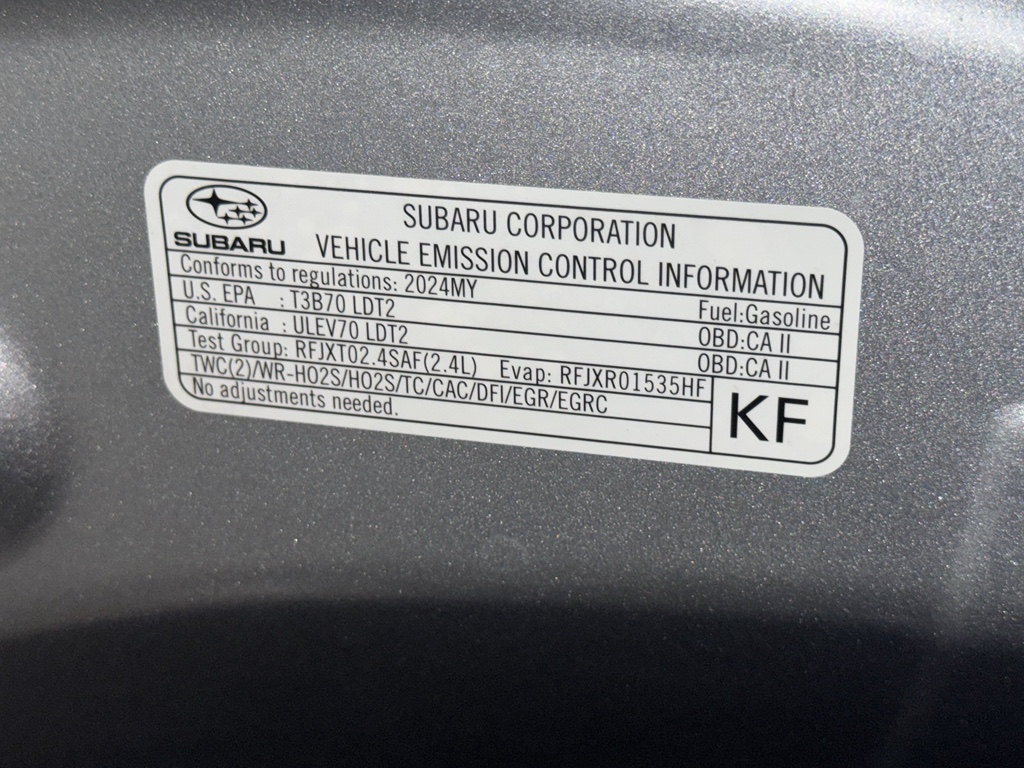 SUBARU
SUBARU CORPORATION
VEHICLE EMISSION CONTROL INFORMATION
Conforms to regulations: 2024MY Fuel:Gasoline
U.S. EPA : T3B70 LDT2 OBD:CA II
California : ULEV70 LDT2 OBD:CA II
Test Group: RFJXT02.4SAF(2.4L) Evap: RFJXR01535HF
TWC(2)/WR-HO2S/HO2S/TC/CAC/DFI/EGR/EGRC
No adjustments needed.
KF